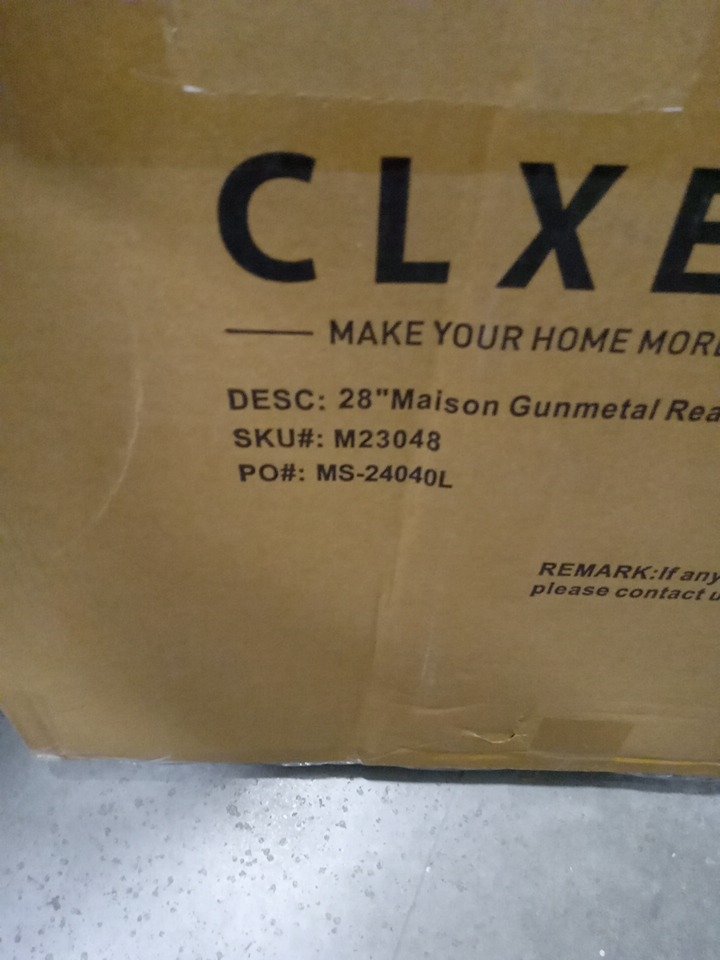 CLXE
MAKE YOUR HOME MORE
DESC: 28"Maison Gunmetal Rea
SKU#: M23048
PO#: MS-24040L
REMARK:If any
please contact u